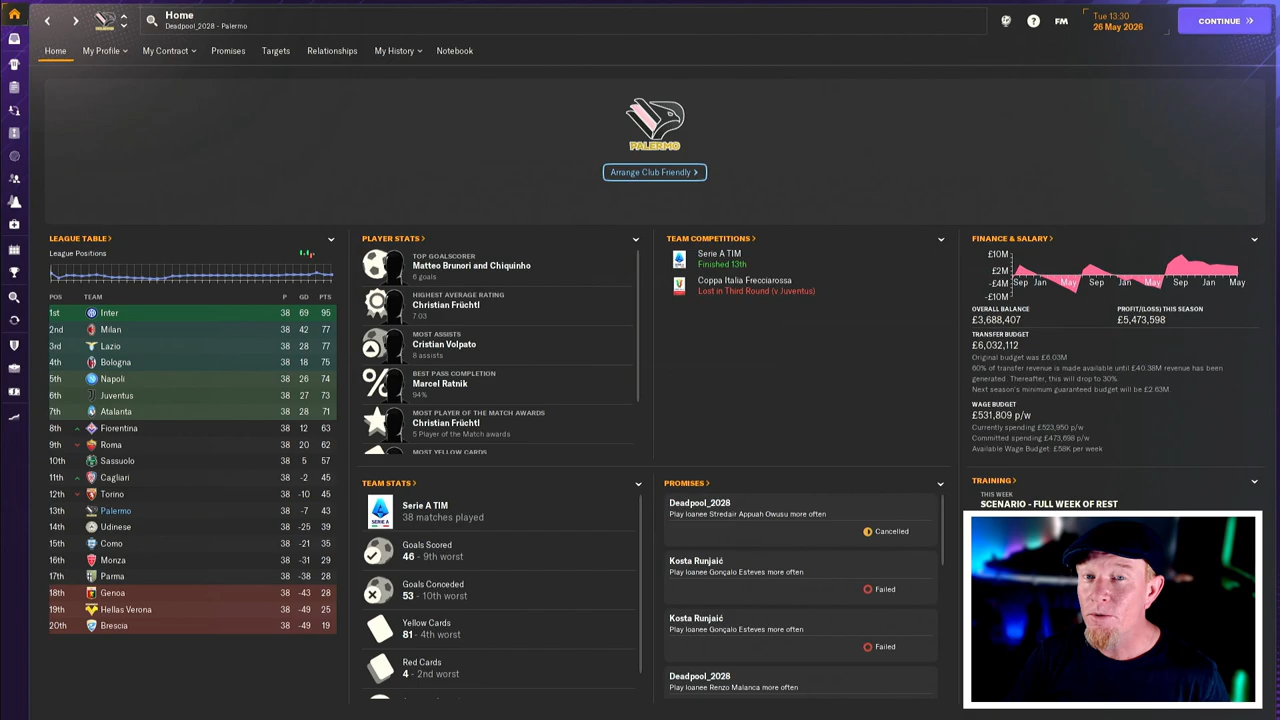 Home
Deadpool_2028 - Palermo
FM
Tue 13:30
26 May 2026
CONTINUE
Home
My Profile
My Contract
Promises
Targets
Relationships
My History
Notebook
PALERMO
Arrange Club Friendly
LEAGUE TABLE
League Positions
POS TEAM P GD PTS
1st Inter 38 69 95
2nd Milan 38 42 77
3rd Lazio 38 28 77
4th Bologna 38 18 75
5th Napoli 38 26 74
6th Juventus 38 27 73
7th Atalanta 38 28 71
8th Fiorentina 38 12 63
9th Roma 38 20 62
10th Sassuolo 38 5 57
11th Cagliari 38 -2 45
12th Torino 38 -10 45
13th Palermo 38 -5 43
14th Udinese 38 -25 39
15th Como 38 -21 35
16th Monza 38 -31 29
17th Parma 38 -38 28
18th Genoa 38 -43 28
19th Hellas Verona 38 -49 25
20th Brescia 38 -49 19
PLAYER STATS
TOP GOALSCORER
Matteo Brunori and Chiquinho
6 goals
HIGHEST AVERAGE RATING
Christian Früchtl
7.03
MOST ASSISTS
Cristian Volpato
8 assists
BEST PASS COMPLETION
Marcel Ratnik
94%
MOST PLAYER OF THE MATCH AWARDS
Christian Früchtl
5 Player of the Match awards
MOST YELLOW CARDS
TEAM STATS
Serie A TIM
38 matches played
Goals Scored
46 - 9th worst
Goals Conceded
53 - 10th worst
Yellow Cards
81 - 4th worst
Red Cards
4 - 2nd worst
TEAM COMPETITIONS
Serie A TIM
Finished 13th
Coppa Italia Frecciarossa
Lost in Third Round (v Juventus)
PROMISES
Deadpool_2028
Play loanee Stredair Appuah Owusu more often
Cancelled
Kosta Runjaić
Play loanee Gonçalo Esteves more often
Failed
Kosta Runjaić
Play loanee Gonçalo Esteves more often
Failed
Deadpool_2028
Play loanee Renzo Malanca more often
FINANCE & SALARY
£10M
£2M
-£4M
-£10M
Sep Jan May Sep Jan May Sep Jan May
OVERALL BALANCE
£3,688,407
PROFIT/(LOSS) THIS SEASON
£5,473,598
TRANSFER BUDGET
£6,032,112
Original budget was £6.03M
60% of transfer revenue is made available until £40.38M revenue has been
generated. Thereafter, this will drop to 30%.
Next season's minimum guaranteed budget will be £2.63M.
WAGE BUDGET
£531,809 p/w
Currently spending £523,950 p/w
Committed spending £473,698 p/w
Available Wage Budget: £58K per week
TRAINING
THIS WEEK
SCENARIO - FULL WEEK OF REST